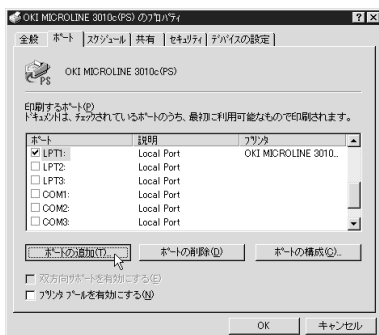 OKI MICROLINE 3010c(PS) のプロパティ
全般 ポート スケジュール 共有 セキュリティ デバイスの設定
OKI MICROLINE 3010c(PS)
PS
印刷するポート(P)
ドキュメントは、チェックされているポートのうち、最初に利用可能なもので印刷されます。
ポート 説明 プリンタ
LPT1: Local Port OKI MICROLINE 3010...
LPT2: Local Port
LPT3: Local Port
COM1: Local Port
COM2: Local Port
COM3: Local Port
ポートの追加(T)... ポートの削除(D) ポートの構成(C)...
双方向サポートを有効にする(E)
プリンタ プールを有効にする(N)
OK キャンセル